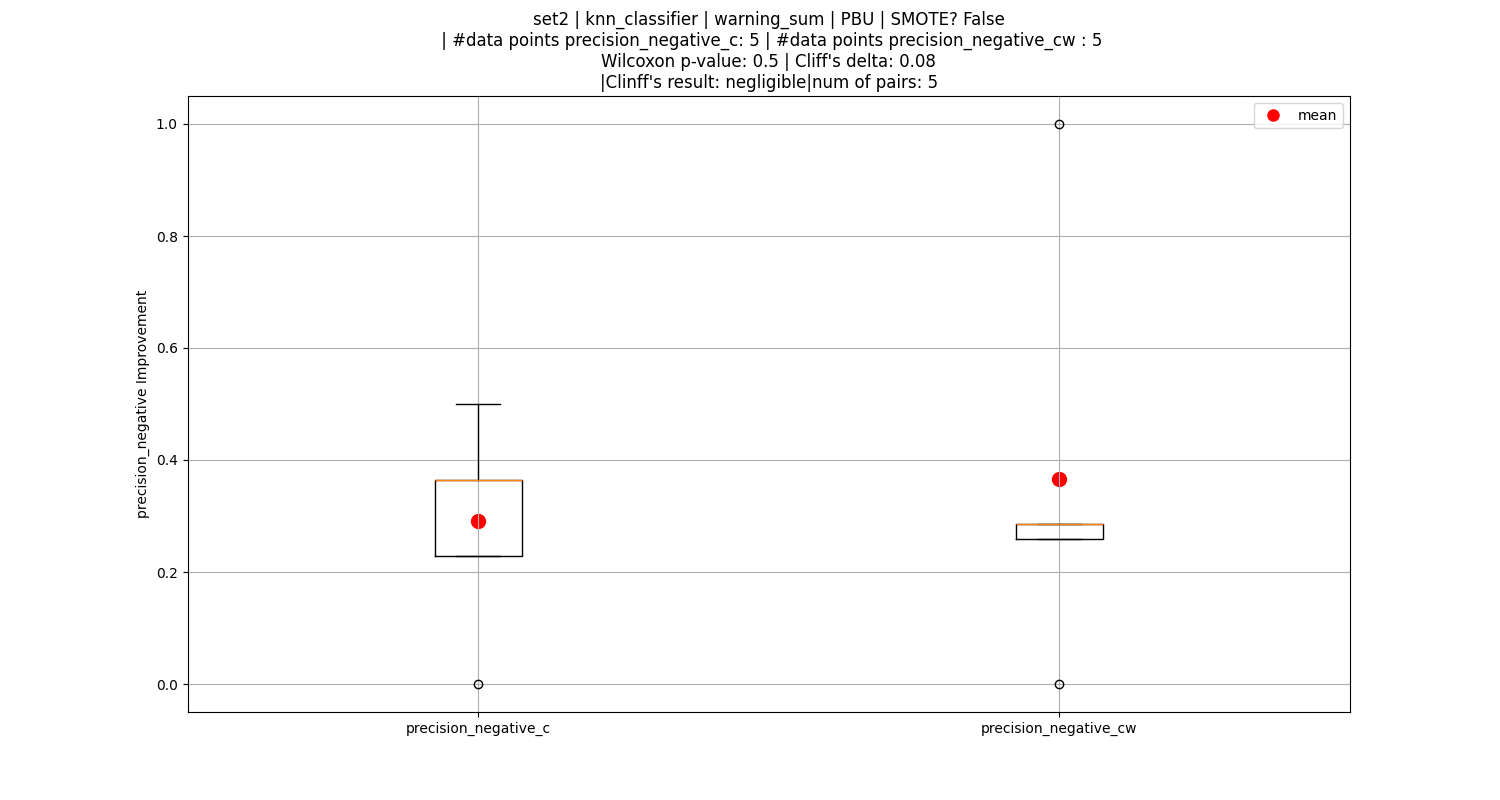 set2 | knn_classifier | warning_sum | PBU | SMOTE? False
| #data points precision_negative_c: 5 | #data points precision_negative_cw : 5
Wilcoxon p-value: 0.5 | Cliff's delta: 0.08
|Clinff's result: negligible|num of pairs: 5
mean
1.0
0.8
0.6
0.4
0.2
0.0
precision_negative Improvement
precision_negative_c
precision_negative_cw